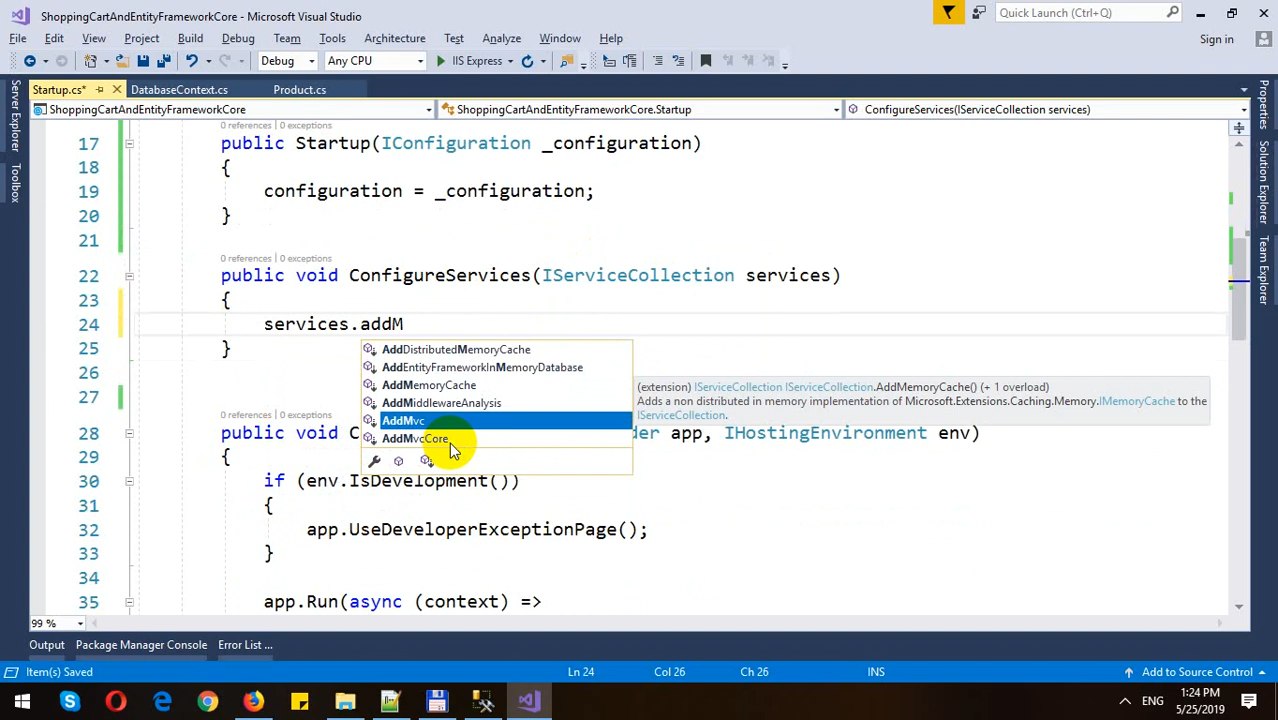 ShoppingCartAndEntityFrameworkCore - Microsoft Visual Studio
Quick Launch (Ctrl+Q)
File Edit View Project Build Debug Team Tools Architecture Test Analyze Window Help
Sign in
Debug Any CPU IIS Express
Startup.cs* DatabaseContext.cs Product.cs
ShoppingCartAndEntityFrameworkCore ShoppingCartAndEntityFrameworkCore.Startup ConfigureServices(IServiceCollection services)
Server Explorer
Toolbox
Properties
Solution Explorer
Team Explorer
0 references | 0 exceptions
17 public Startup(IConfiguration _configuration)
18 {
19 configuration = _configuration;
20 }
21
0 references | 0 exceptions
22 public void ConfigureServices(IServiceCollection services)
23 {
24 services.addM
25 }
AddDistributedMemoryCache
AddEntityFrameworkInMemoryDatabase
AddMemoryCache
AddMiddlewareAnalysis
AddMvc
AddMvcCore
(extension) IServiceCollection IServiceCollection.AddMemoryCache() (+ 1 overload)
Adds a non distributed in memory implementation of Microsoft.Extensions.Caching.Memory.IMemoryCache to the
IServiceCollection.
26
27
0 references | 0 exceptions
28 public void C der app, IHostingEnvironment env)
29 {
30 if (env.IsDevelopment())
31 {
32 app.UseDeveloperExceptionPage();
33 }
34
35 app.Run(async (context) =>
99 %
Output Package Manager Console Error List ...
Item(s) Saved Ln 24 Col 26 Ch 26 INS Add to Source Control
ENG
1:24 PM
5/25/2019